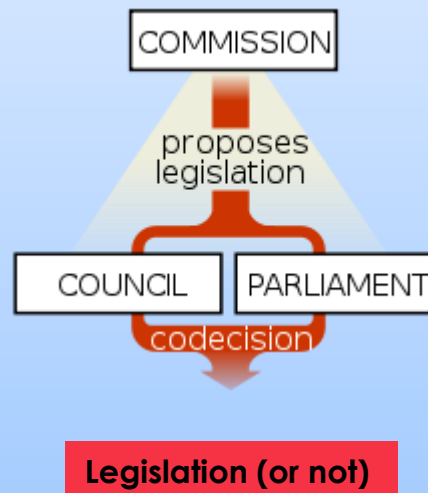 COMMISSION
proposes
legislation
COUNCIL
PARLIAMENT
codecision
Legislation (or not)